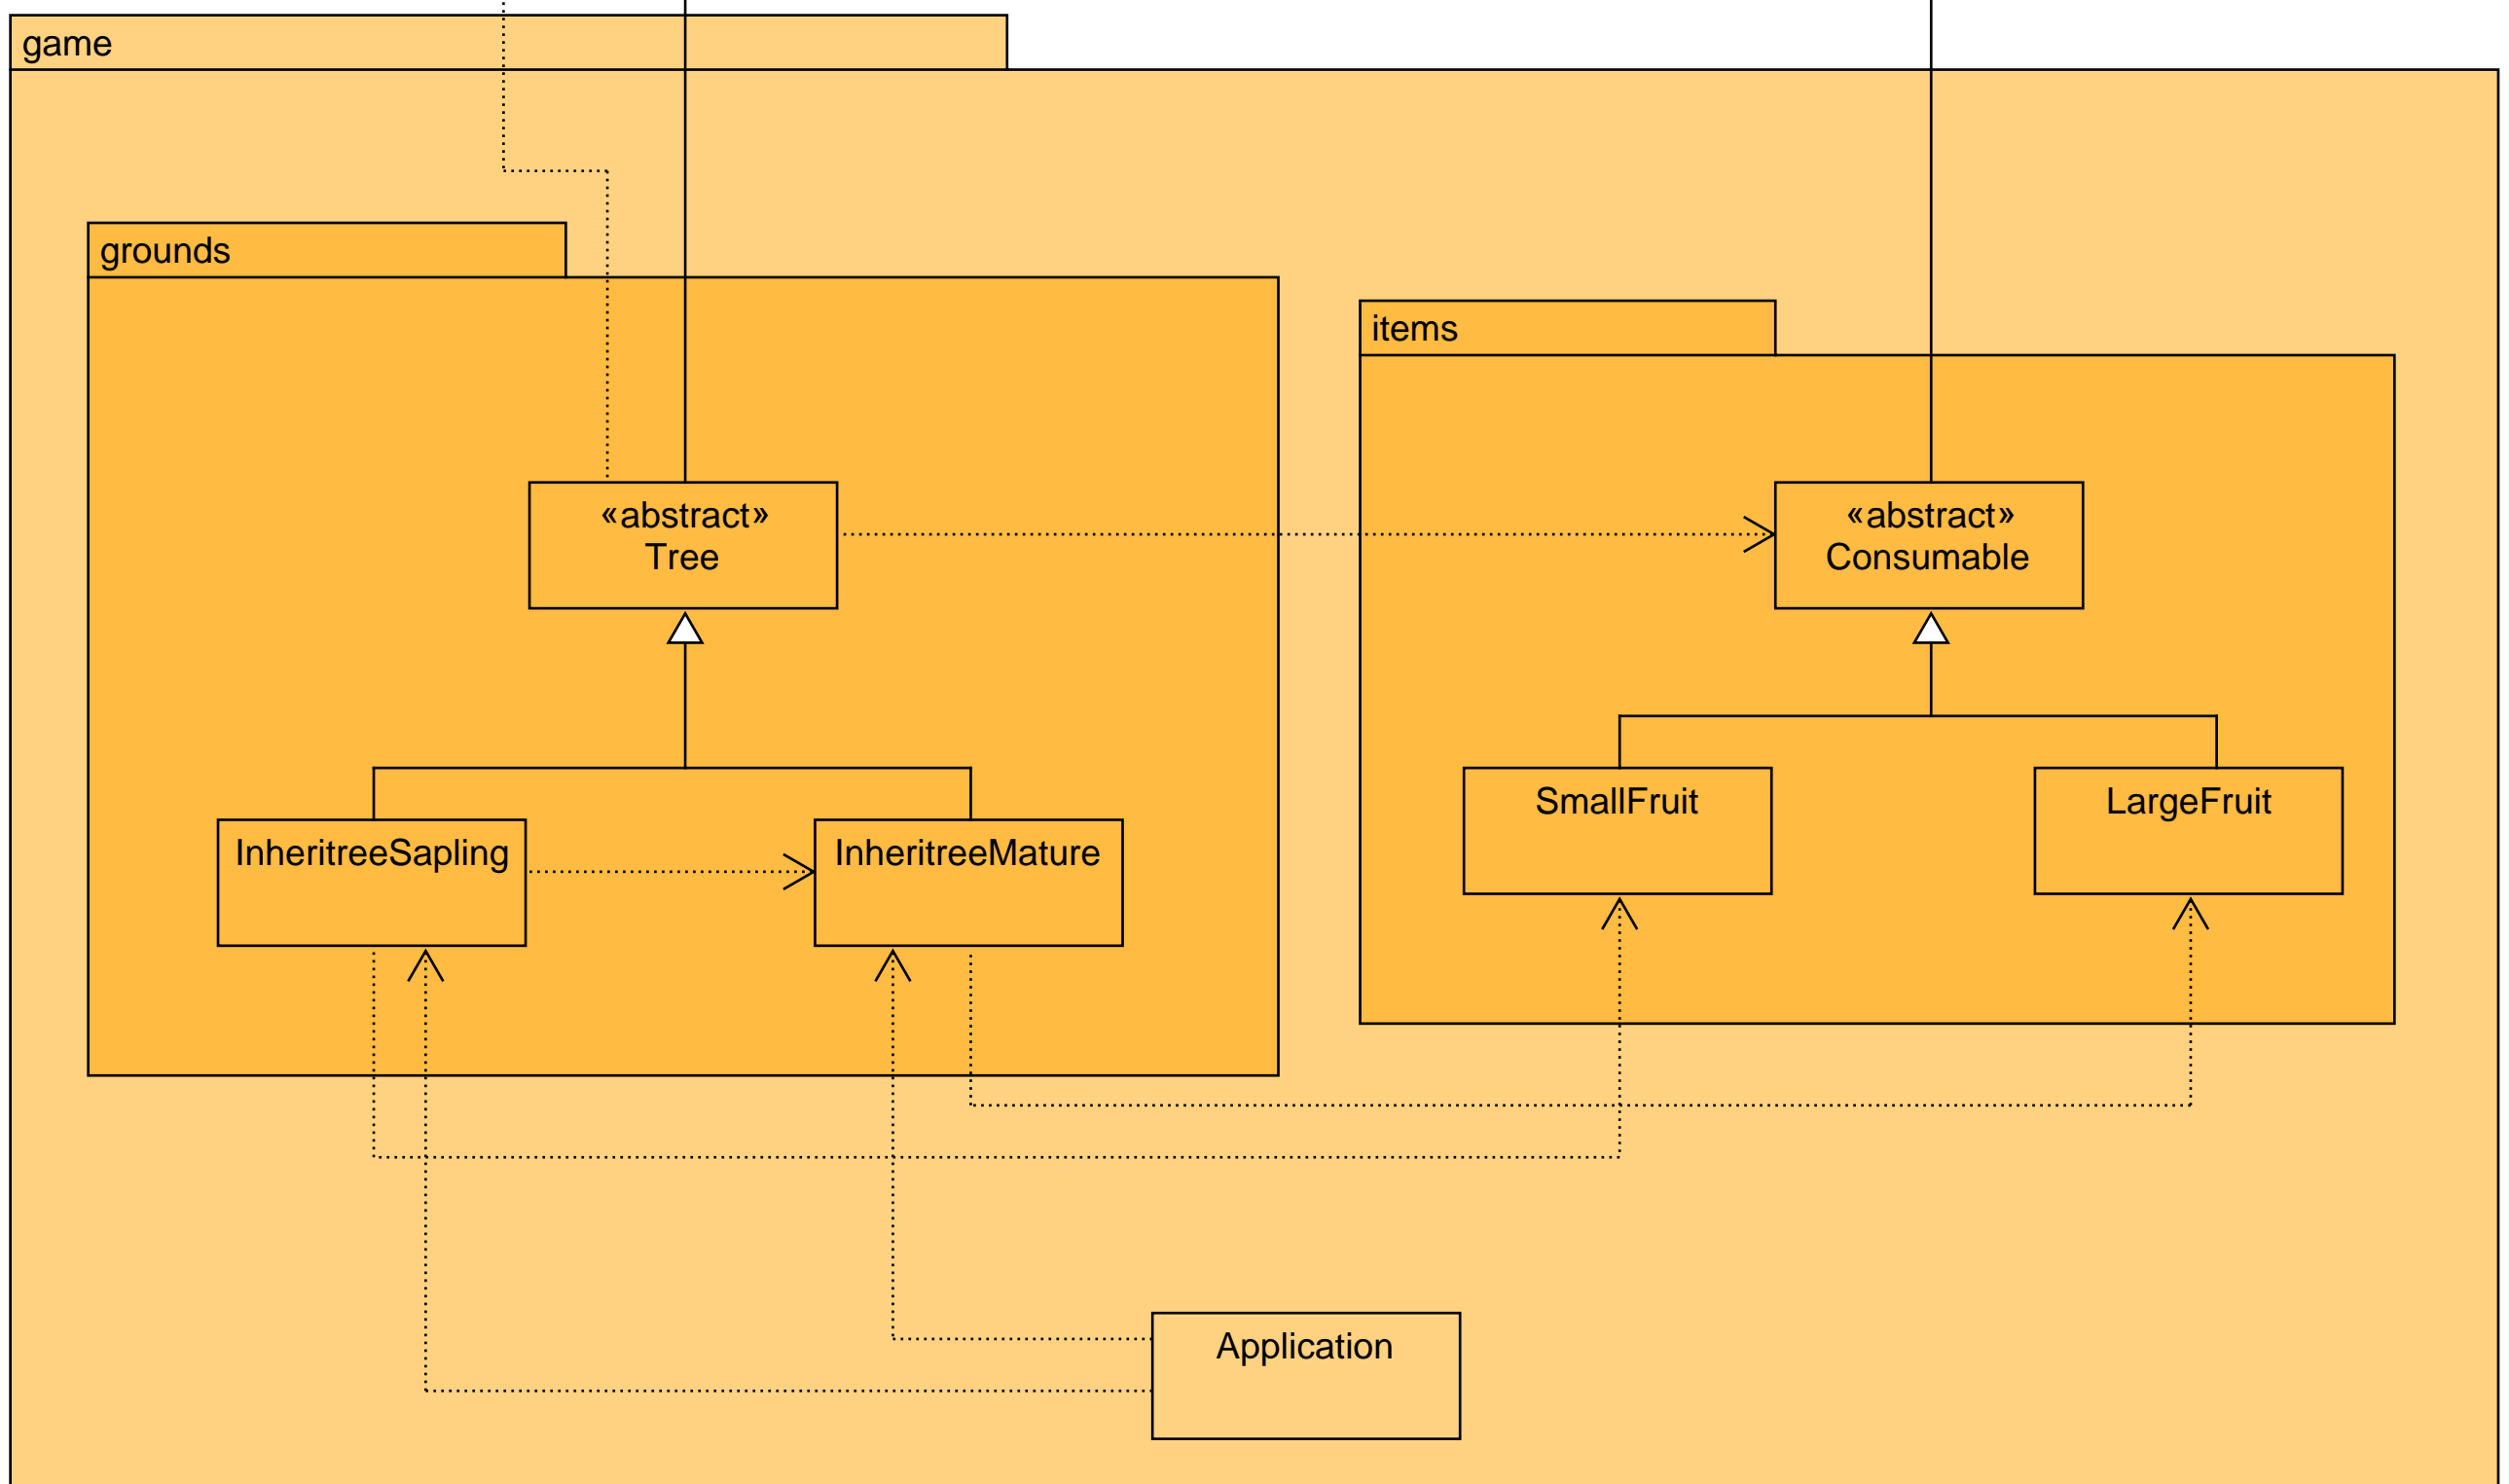 game
grounds
items
«abstract»
Tree
«abstract»
Consumable
InheritreeSapling
InheritreeMature
SmallFruit
LargeFruit
Application